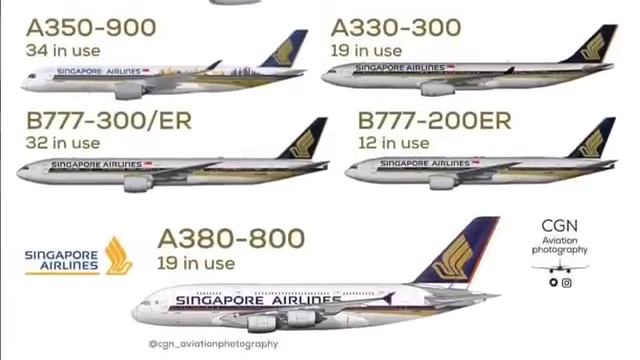 A350-900
34 in use
SINGAPORE AIRLINES
A330-300
19 in use
SINGAPORE AIRLINES
B777-300/ER
32 in use
SINGAPORE AIRLINES
B777-200ER
12 in use
SINGAPORE AIRLINES
A380-800
19 in use
SINGAPORE
AIRLINES
SINGAPORE AIRLINES
CGN
Aviation
photography
@cgn_aviationphotography